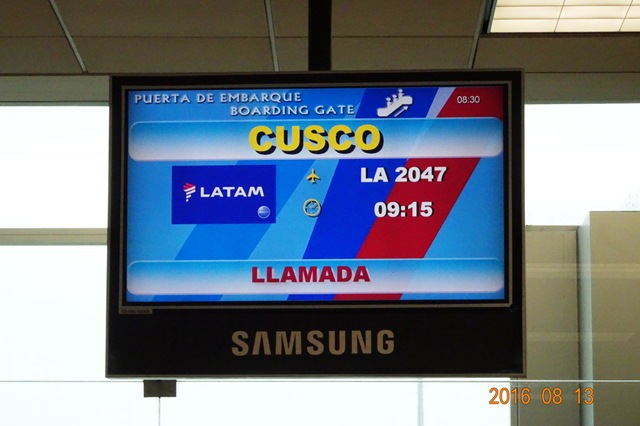 PUERTA DE EMBARQUE
BOARDING GATE
08:30
CUSCO
LATAM
LA 2047
09:15
LLAMADA
SAMSUNG
2016 08 13